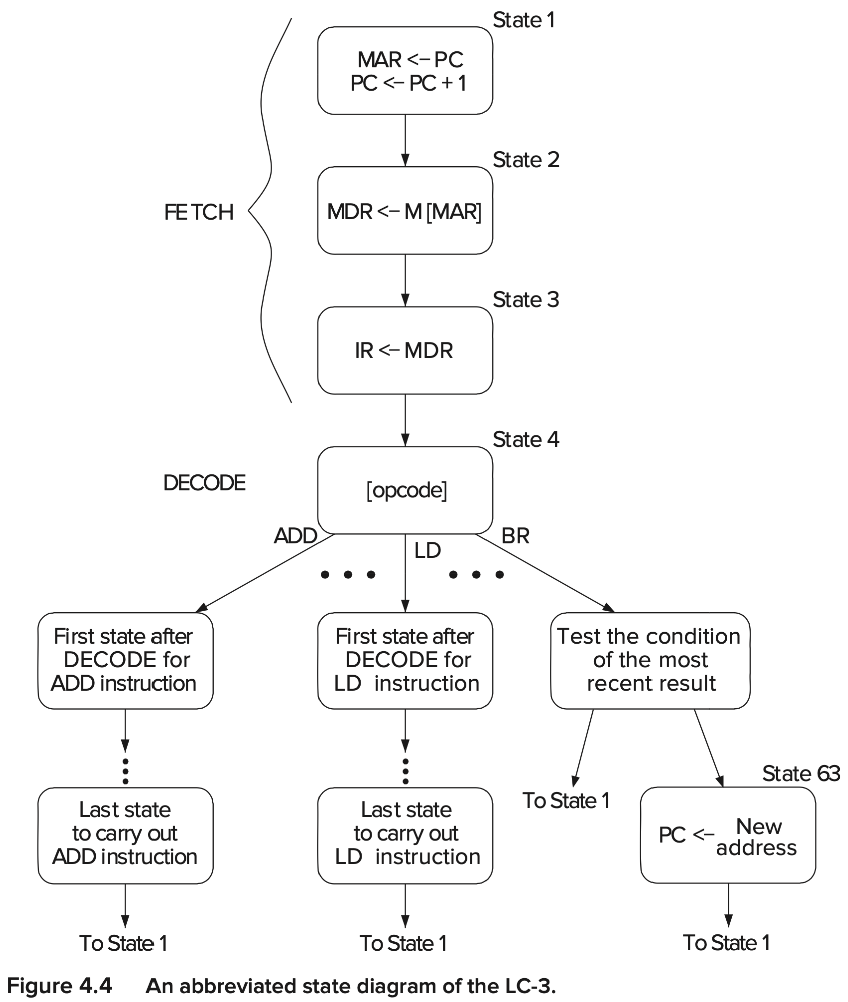 State 1
MAR <– PC
PC <– PC + 1
State 2
FETCH
MDR <– M [MAR]
State 3
IR <– MDR
State 4
DECODE
[opcode]
ADD
LD
BR
First state after
DECODE for
ADD instruction
First state after
DECODE for
LD instruction
Test the condition
of the most
recent result
To State 1
State 63
Last state
to carry out
ADD instruction
Last state
to carry out
LD instruction
PC <– New
address
To State 1
To State 1
To State 1
Figure 4.4 An abbreviated state diagram of the LC-3.